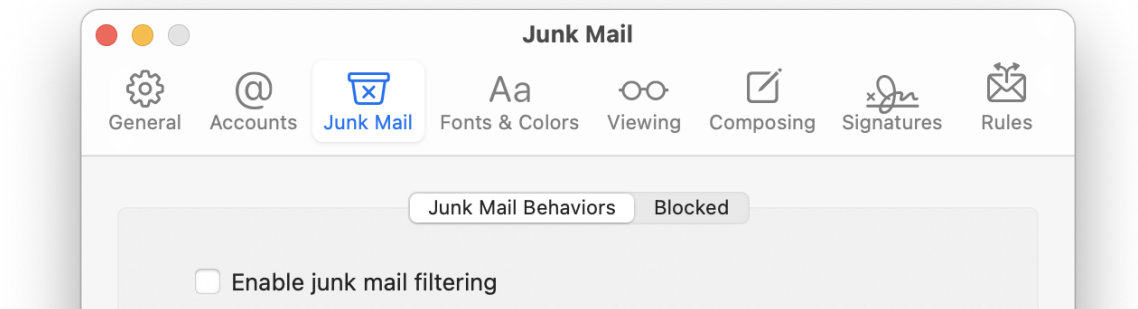 Junk Mail
General Accounts Junk Mail Fonts & Colors Viewing Composing Signatures Rules
Junk Mail Behaviors Blocked
Enable junk mail filtering